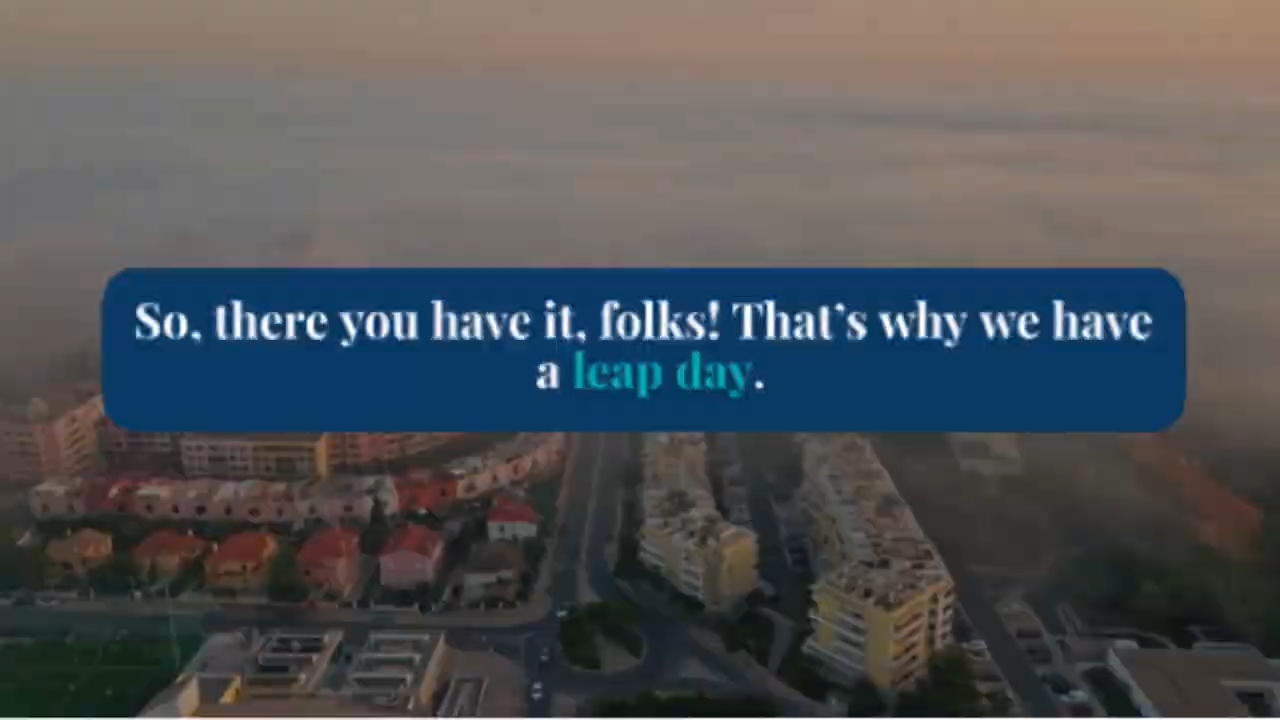 So, there you have it, folks! That’s why we have
a leap day.